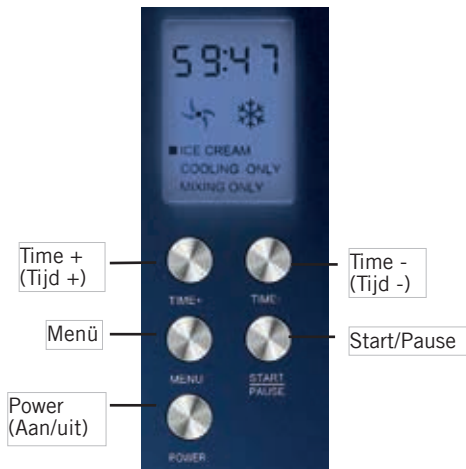 59:47
ICE CREAM
COOLING ONLY
MIXING ONLY
Time +
(Tijd +)
Time -
(Tijd -)
TIME+
TIME-
Menü
Start/Pause
MENU
START
PAUSE
Power
(Aan/uit)
POWER